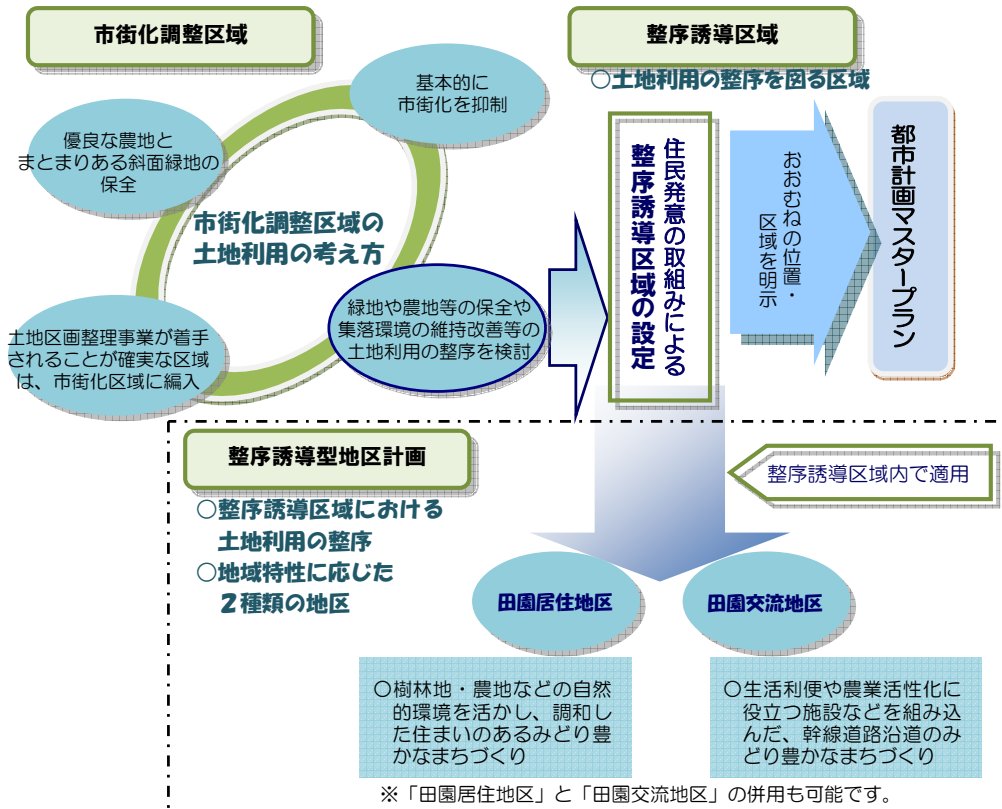 市街化調整区域
基本的に
市街化を抑制
優良な農地と
まとまりある斜面緑地の
保全
市街化調整区域の
土地利用の考え方
緑地や農地等の保全や
集落環境の維持改善等の
土地利用の整序を検討
土地区画整理事業が着手
されることが確実な区域
は、市街化区域に編入
整序誘導区域
○土地利用の整序を図る区域
住民発意の取組みによる
整序誘導区域の設定
おおむねの位置・
区域を明示
都市計画マスタープラン
整序誘導型地区計画
○整序誘導区域における
土地利用の整序
○地域特性に応じた
２種類の地区
整序誘導区域内で適用
田園居住地区
田園交流地区
○樹林地・農地などの自然
的環境を活かし、調和し
た住まいのあるみどり豊
かなまちづくり
○生活利便や農業活性化に
役立つ施設などを組み込
んだ、幹線道路沿道のみ
どり豊かなまちづくり
※「田園居住地区」と「田園交流地区」の併用も可能です。